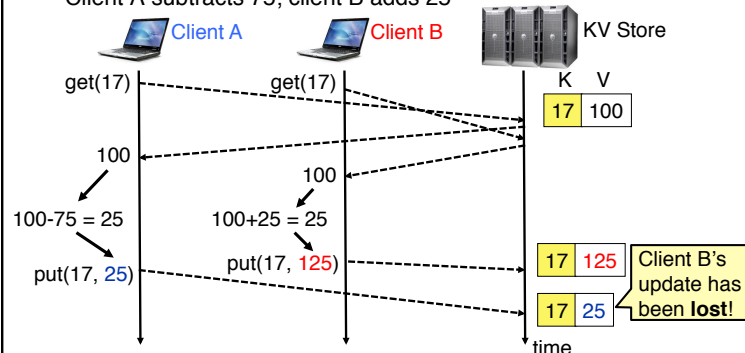 Client A subtracts 75, client B adds 25
Client A
Client B
KV Store
K V
get(17)
get(17)
17 100
100
100
100-75 = 25
100+25 = 25
put(17, 25)
put(17, 125)
17 125
17 25
Client B's
update has
been lost!
time